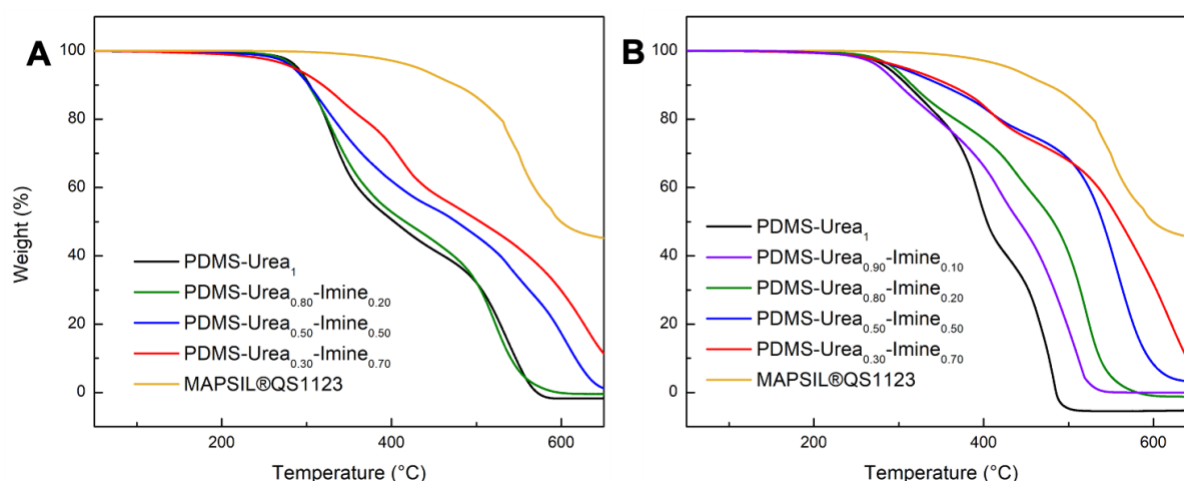 A
100
80
60
40
20
0
Weight (%)
PDMS-Urea₁
PDMS-Urea₀.₈₀-Imine₀.₂₀
PDMS-Urea₀.₅₀-Imine₀.₅₀
PDMS-Urea₀.₃₀-Imine₀.₇₀
MAPSIL®QS1123
200 400 600
Temperature (°C)
B
100
80
60
40
20
0
PDMS-Urea₁
PDMS-Urea₀.₉₀-Imine₀.₁₀
PDMS-Urea₀.₈₀-Imine₀.₂₀
PDMS-Urea₀.₅₀-Imine₀.₅₀
PDMS-Urea₀.₃₀-Imine₀.₇₀
MAPSIL®QS1123
200 400 600
Temperature (°C)